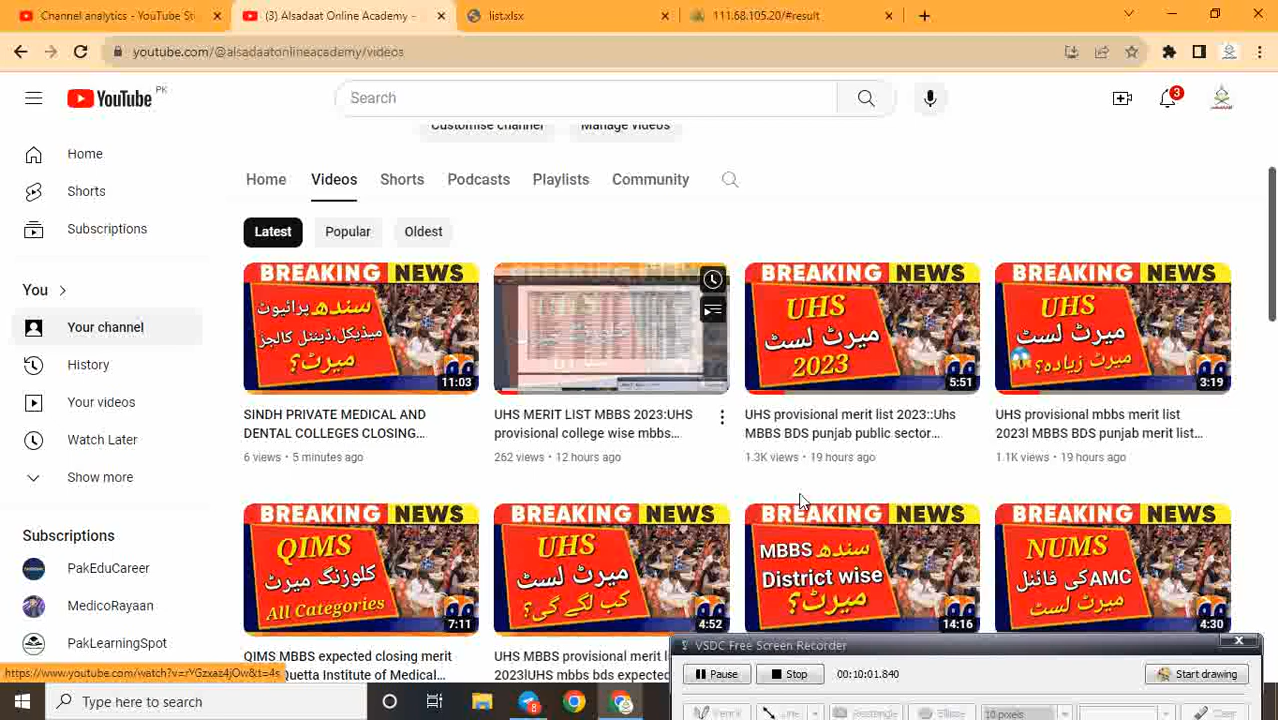 Channel analytics - YouTube St
(3) Alsadaat Online Academy -
list.xlsx
111.68.105.20/#result
youtube.com/@alsadaatonlineacademy/videos
YouTube PK
Search
3
Customise channel
Manage videos
Home
Shorts
Subscriptions
You
Your channel
History
Your videos
Watch Later
Show more
Subscriptions
PakEduCareer
MedicoRayaan
PakLearningSpot
Home
Videos
Shorts
Podcasts
Playlists
Community
Latest
Popular
Oldest
BREAKING NEWS
سندھ پرائیوٹ
میڈیکل،ڈینٹل کالجز
میرٹ؟
11:03
SINDH PRIVATE MEDICAL AND
DENTAL COLLEGES CLOSING...
6 views • 5 minutes ago
UHS MERIT LIST MBBS 2023:UHS
provisional college wise mbbs...
262 views • 12 hours ago
BREAKING NEWS
UHS
میرٹ لسٹ
2023
5:51
UHS provisional merit list 2023::Uhs
MBBS BDS punjab public sector...
1.3K views • 19 hours ago
BREAKING NEWS
UHS
میرٹ لسٹ
میرٹ زیادہ؟
3:19
UHS provisional mbbs merit list
2023l MBBS BDS punjab merit list...
1.1K views • 19 hours ago
BREAKING NEWS
QIMS
کلوزنگ میرٹ
All Categories
7:11
QIMS MBBS expected closing merit
Quetta Institute of Medical...
BREAKING NEWS
UHS
میرٹ لسٹ
کب لگے گی؟
4:52
UHS MBBS provisional merit l
2023lUHS mbbs bds expected
BREAKING NEWS
MBBS سندھ
District wise
میرٹ؟
14:16
BREAKING NEWS
NUMS
AMCکی فائنل
میرٹ لسٹ
4:30
https://www.youtube.com/watch?v=rYGzxaz4jOw&t=4s
VSDC Free Screen Recorder
Pause
Stop
00:10:01.840
Start drawing
Line
Rectangle
Ellipse
10 pixels
Clear
Type here to search
8